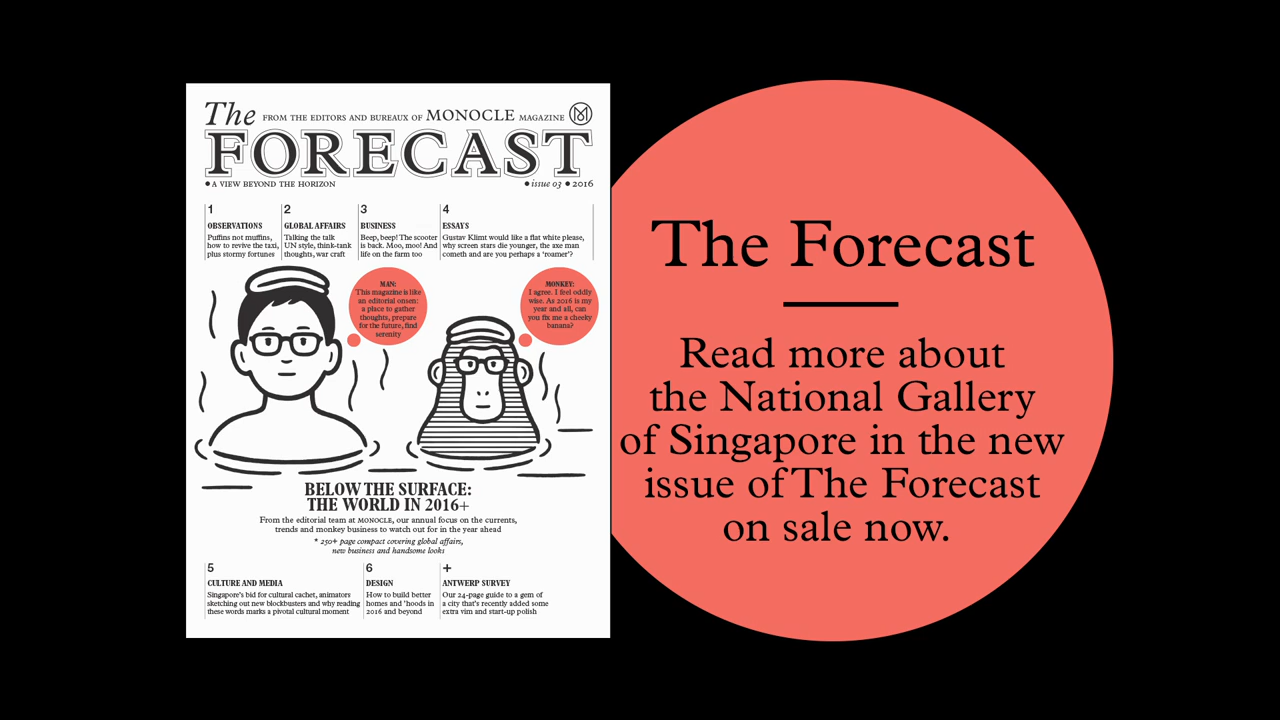 The FROM THE EDITORS AND BUREAUX OF MONOCLE MAGAZINE
FORECAST
•A VIEW BEYOND THE HORIZON
•issue 03 •2016
1
OBSERVATIONS
Puffins not muffins,
how to revive the taxi,
plus stormy fortunes
2
GLOBAL AFFAIRS
Talking the talk
UN style, think-tank
thoughts, war craft
3
BUSINESS
Beep, beep! The scooter
is back. Moo, moo! And
life on the farm too
4
ESSAYS
Gustav Klimt would like a flat white please,
why screen stars die younger, the axe man
cometh and are you perhaps a ‘roamer’?
MAN:
This magazine is like
an editorial onsen:
a place to gather
thoughts, prepare
for the future, find
serenity
MONKEY:
I agree. I feel oddly
wise. As 2016 is my
year and all, can
you fix me a cheeky
banana?
BELOW THE SURFACE:
THE WORLD IN 2016+
From the editorial team at MONOCLE, our annual focus on the currents,
trends and monkey business to watch out for in the year ahead
* 250+ page compact covering global affairs,
new business and handsome looks
5
CULTURE AND MEDIA
Singapore’s bid for cultural cachet, animators
sketching out new blockbusters and why reading
these words marks a pivotal cultural moment
6
DESIGN
How to build better
homes and ’hoods in
2016 and beyond
+
ANTWERP SURVEY
Our 24-page guide to a gem of
a city that’s recently added some
extra vim and start-up polish
The Forecast
Read more about
the National Gallery
of Singapore in the new
issue of The Forecast
on sale now.